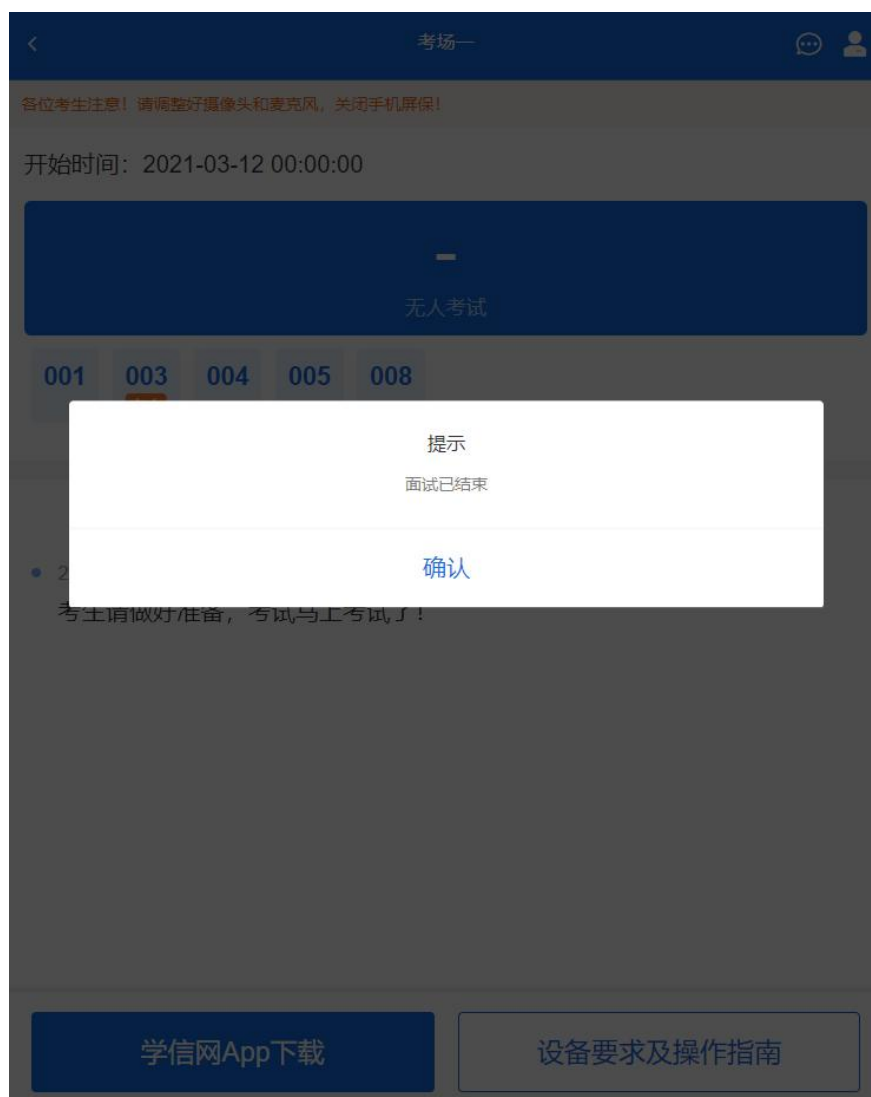 考场一
各位考生注意！请调整好摄像头和麦克风，关闭手机屏保！
开始时间：2021-03-12 00:00:00
-
无人考试
001 003 004 005 008
提示
面试已结束
确认
2
考生请做好准备，考试马上考试了！
学信网App下载
设备要求及操作指南